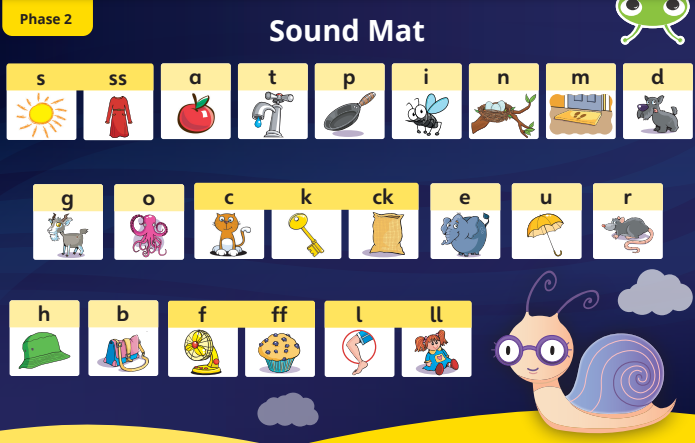 Phase 2
Sound Mat
s ss a t p i n m d
g o c k ck e u r
h b f ff l ll